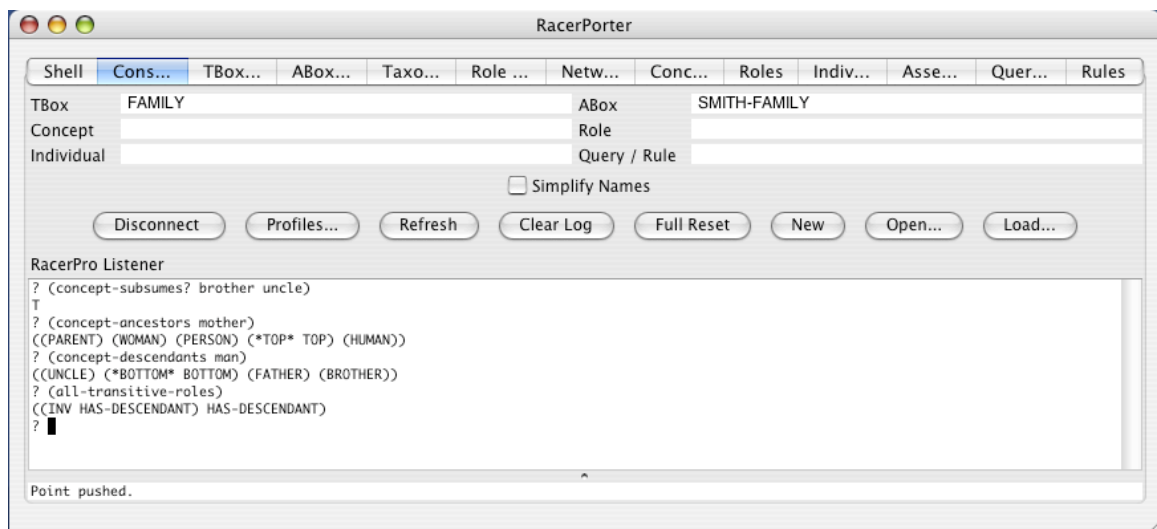 RacerPorter
Shell Cons... TBox... ABox... Taxo... Role ... Netw... Conc... Roles Indiv... Asse... Quer... Rules
TBox FAMILY ABox SMITH-FAMILY
Concept Role
Individual Query / Rule
Simplify Names
Disconnect Profiles... Refresh Clear Log Full Reset New Open... Load...
RacerPro Listener
? (concept-subsumes? brother uncle)
T
? (concept-ancestors mother)
((PARENT) (WOMAN) (PERSON) (*TOP* TOP) (HUMAN))
? (concept-descendants man)
((UNCLE) (*BOTTOM* BOTTOM) (FATHER) (BROTHER))
? (all-transitive-roles)
((INV HAS-DESCENDANT) HAS-DESCENDANT)
?
Point pushed.